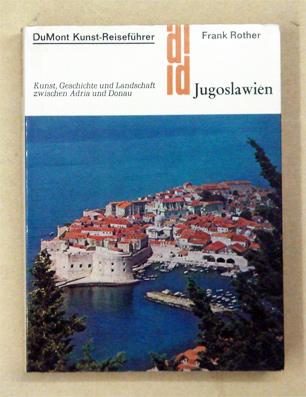 DuMont Kunst-Reiseführer
Frank Rother
Kunst, Geschichte und Landschaft
zwischen Adria und Donau
Jugoslawien